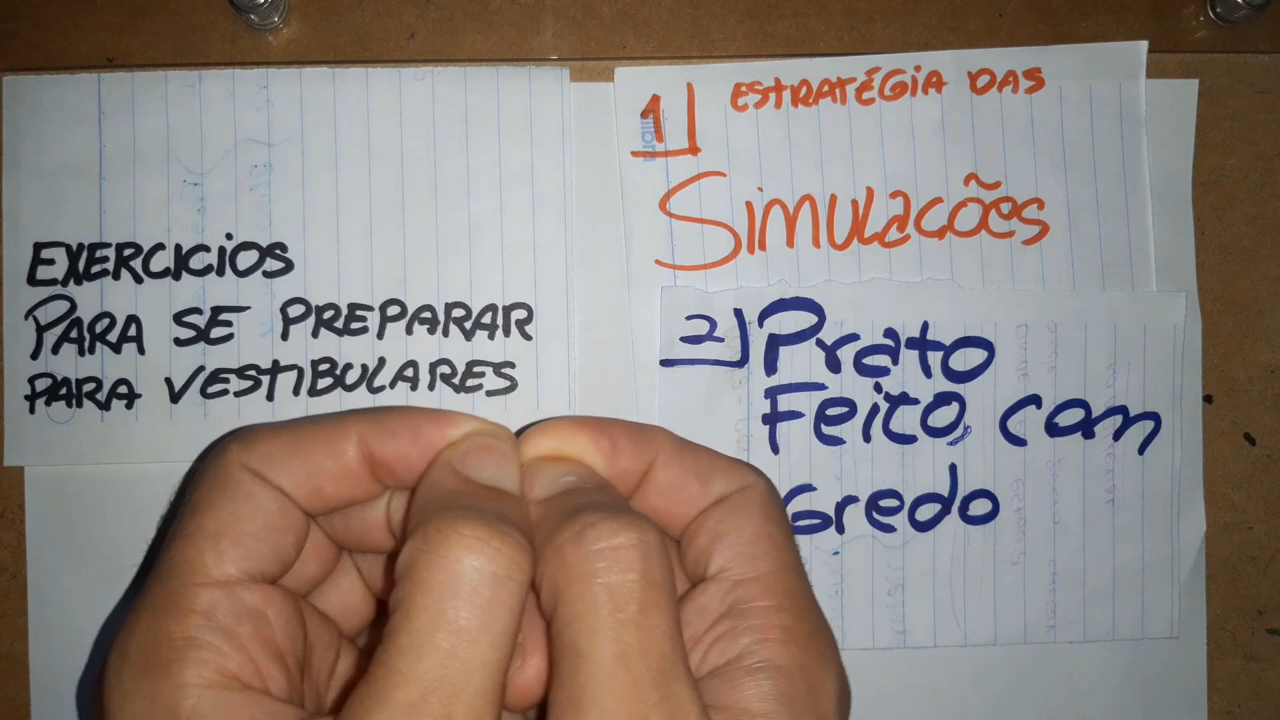 EXERCICIOS
PARA SE PREPARAR
PARA VESTIBULARES
1 ESTRATÉGIA DAS
Simulacões
2 Prato
Feito, com
Gredo